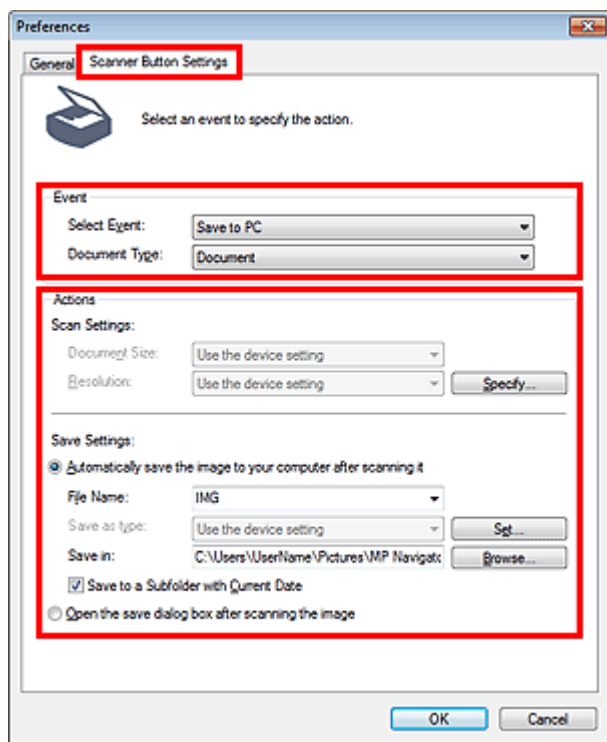 Preferences
General Scanner Button Settings
Select an event to specify the action.
Event
Select Event: Save to PC
Document Type: Document
Actions
Scan Settings:
Document Size: Use the device setting
Resolution: Use the device setting Specify...
Save Settings:
Automatically save the image to your computer after scanning it
File Name: IMG
Save as type: Use the device setting Set...
Save in: C:\Users\UserName\Pictures\MP Navigato Browse...
Save to a Subfolder with Current Date
Open the save dialog box after scanning the image
OK Cancel